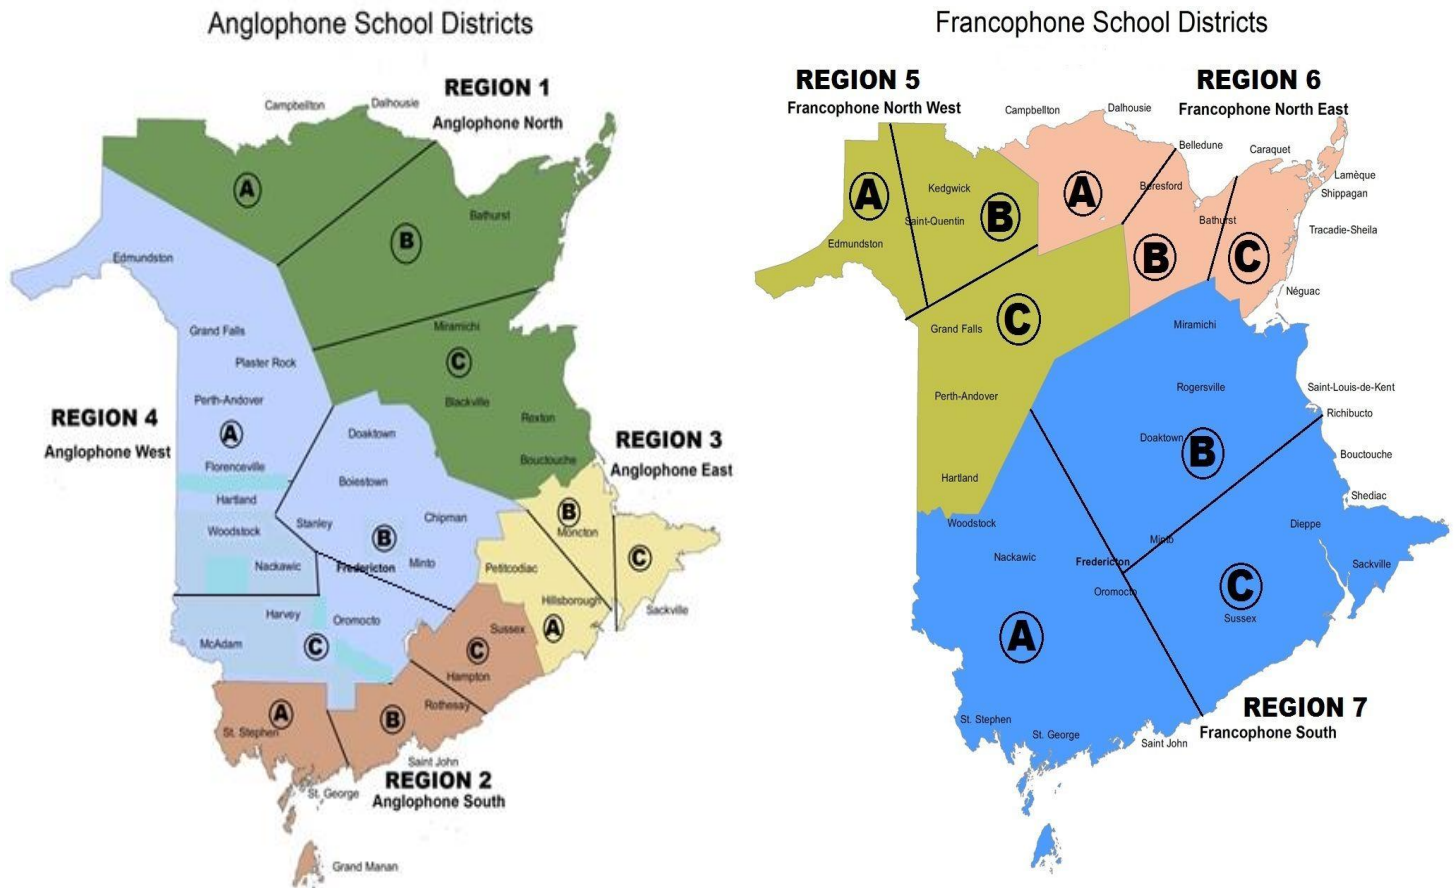 Anglophone School Districts
REGION 1
Anglophone North
Campbellton
Dalhousie
A
B
Bathurst
Edmundston
Miramichi
C
Blackville
Rexton
Bouctouche
Grand Falls
Plaster Rock
Perth-Andover
REGION 4
Anglophone West
A
Florenceville
Hartland
Woodstock
Nackawic
Doaktown
Boiestown
Stanley
Chipman
B
Fredericton
Minto
Harvey
Oromocto
McAdam
C
REGION 3
Anglophone East
B
Moncton
C
Petitcodiac
Hillsborough
A
Sackville
Sussex
C
Hampton
Rothesay
A
B
St. Stephen
Saint John
REGION 2
Anglophone South
St. George
Grand Manan
Francophone School Districts
REGION 5
Francophone North West
REGION 6
Francophone North East
Campbellton
Dalhousie
Belledune
Caraquet
Lamèque
Shippagan
Tracadie-Sheila
Néguac
A
Kedgwick
Saint-Quentin
B
Edmundston
A
Beresford
Bathurst
B
C
Grand Falls
C
Perth-Andover
Hartland
Miramichi
Rogersville
Saint-Louis-de-Kent
Richibucto
Doaktown
B
Bouctouche
Shediac
Dieppe
Sackville
Woodstock
Nackawic
Minto
Fredericton
Oromocto
C
Sussex
A
St. Stephen
St. George
Saint John
REGION 7
Francophone South